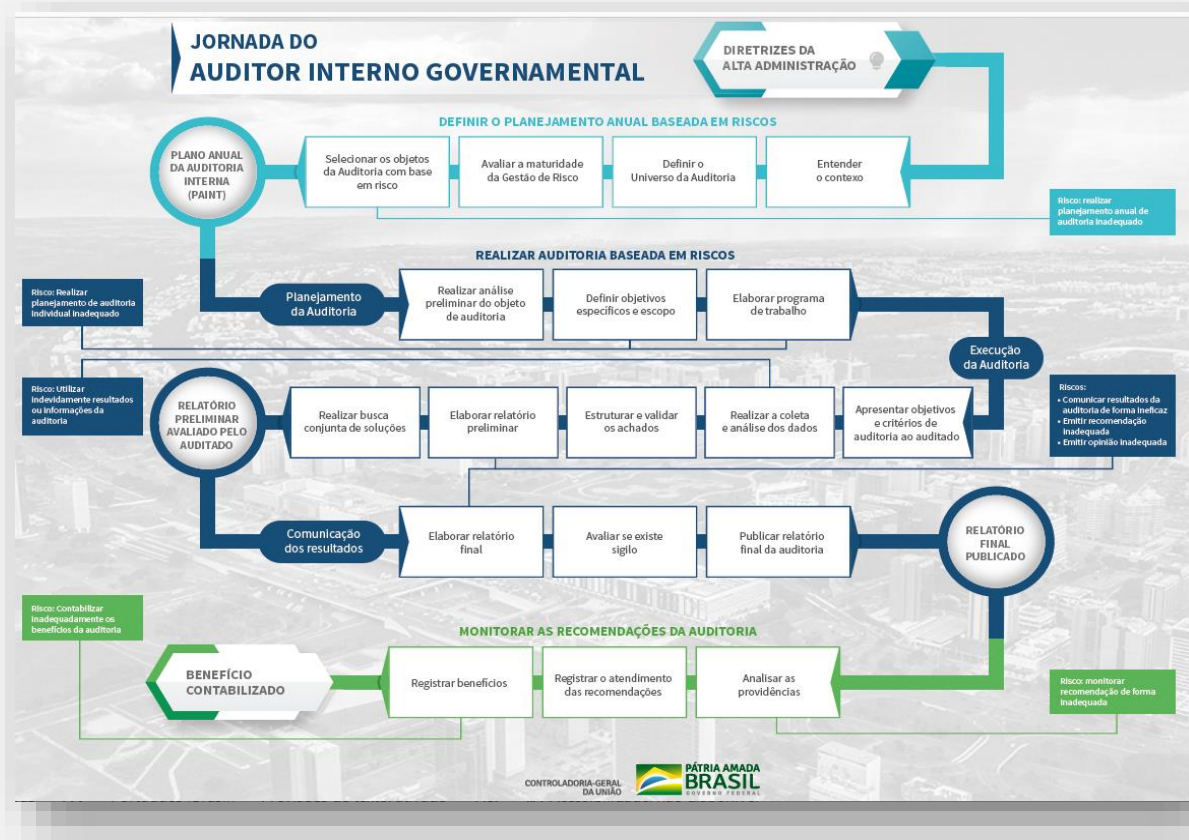 JORNADA DO
AUDITOR INTERNO GOVERNAMENTAL
DIRETRIZES DA
ALTA ADMINISTRAÇÃO
DEFINIR O PLANEJAMENTO ANUAL BASEADA EM RISCOS
PLANO ANUAL
DA AUDITORIA
INTERNA
(PAINT)
Selecionar os objetos
da Auditoria com base
em risco
Avaliar a maturidade
da Gestão de Risco
Definir o
Universo da Auditoria
Entender
o contexo
Risco: realizar
planejamento anual de
auditoria inadequado
REALIZAR AUDITORIA BASEADA EM RISCOS
Risco: Realizar
planejamento de auditoria
individual inadequado
Planejamento
da Auditoria
Realizar análise
preliminar do objeto
de auditoria
Definir objetivos
específicos e escopo
Elaborar programa
de trabalho
Execução
da Auditoria
Risco: Utilizar
indevidamente resultados
ou informações da
auditoria
RELATÓRIO
PRELIMINAR
AVALIADO PELO
AUDITADO
Realizar busca
conjunta de soluções
Elaborar relatório
preliminar
Estruturar e validar
os achados
Realizar a coleta
e análise dos dados
Apresentar objetivos
e critérios de
auditoria ao auditado
Riscos:
• Comunicar resultados da
auditoria de forma ineficaz
• Emitir recomendação
inadequada
• Emitir opinião inadequada
Comunicação
dos resultados
Elaborar relatório
final
Avaliar se existe
sigilo
Publicar relatório
final da auditoria
RELATÓRIO
FINAL
PUBLICADO
Risco: Contabilizar
inadequadamente os
benefícios da auditoria
MONITORAR AS RECOMENDAÇÕES DA AUDITORIA
BENEFÍCIO
CONTABILIZADO
Registrar benefícios
Registrar o atendimento
das recomendações
Analisar as
providências
Risco: monitorar
recomendação de forma
inadequada
CONTROLADORIA-GERAL
DA UNIÃO
PÁTRIA AMADA
BRASIL
GOVERNO FEDERAL